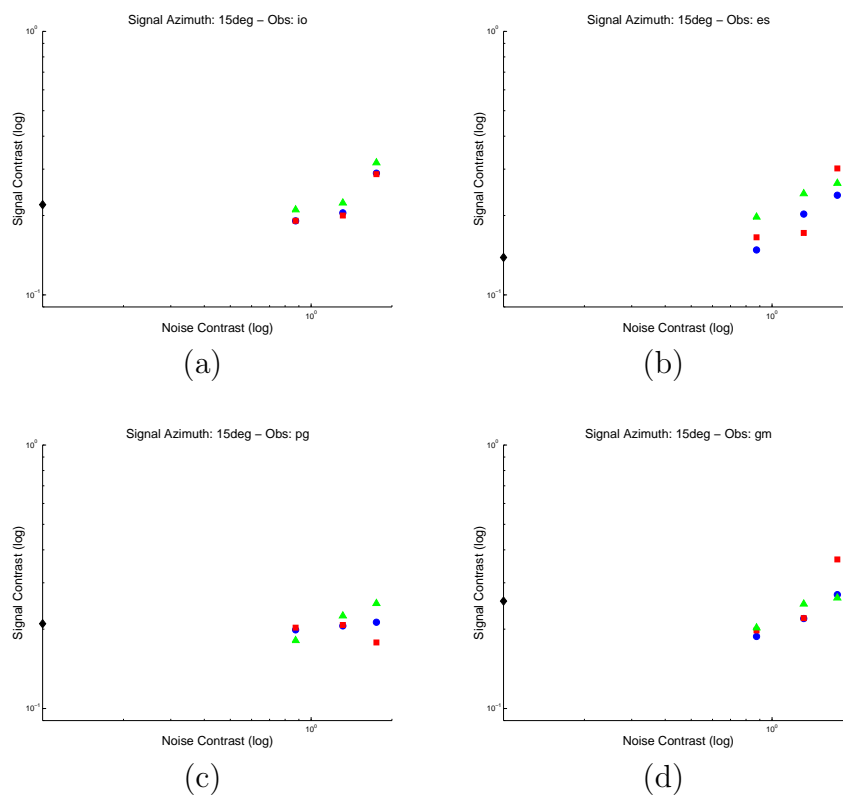 Signal Azimuth: 15deg – Obs: io
10⁰
Signal Contrast (log)
10⁻¹
10⁰
Noise Contrast (log)
(a)
Signal Azimuth: 15deg – Obs: es
10⁰
Signal Contrast (log)
10⁻¹
10⁰
Noise Contrast (log)
(b)
Signal Azimuth: 15deg – Obs: pg
10⁰
Signal Contrast (log)
10⁻¹
10⁰
Noise Contrast (log)
(c)
Signal Azimuth: 15deg – Obs: gm
10⁰
Signal Contrast (log)
10⁻¹
10⁰
Noise Contrast (log)
(d)